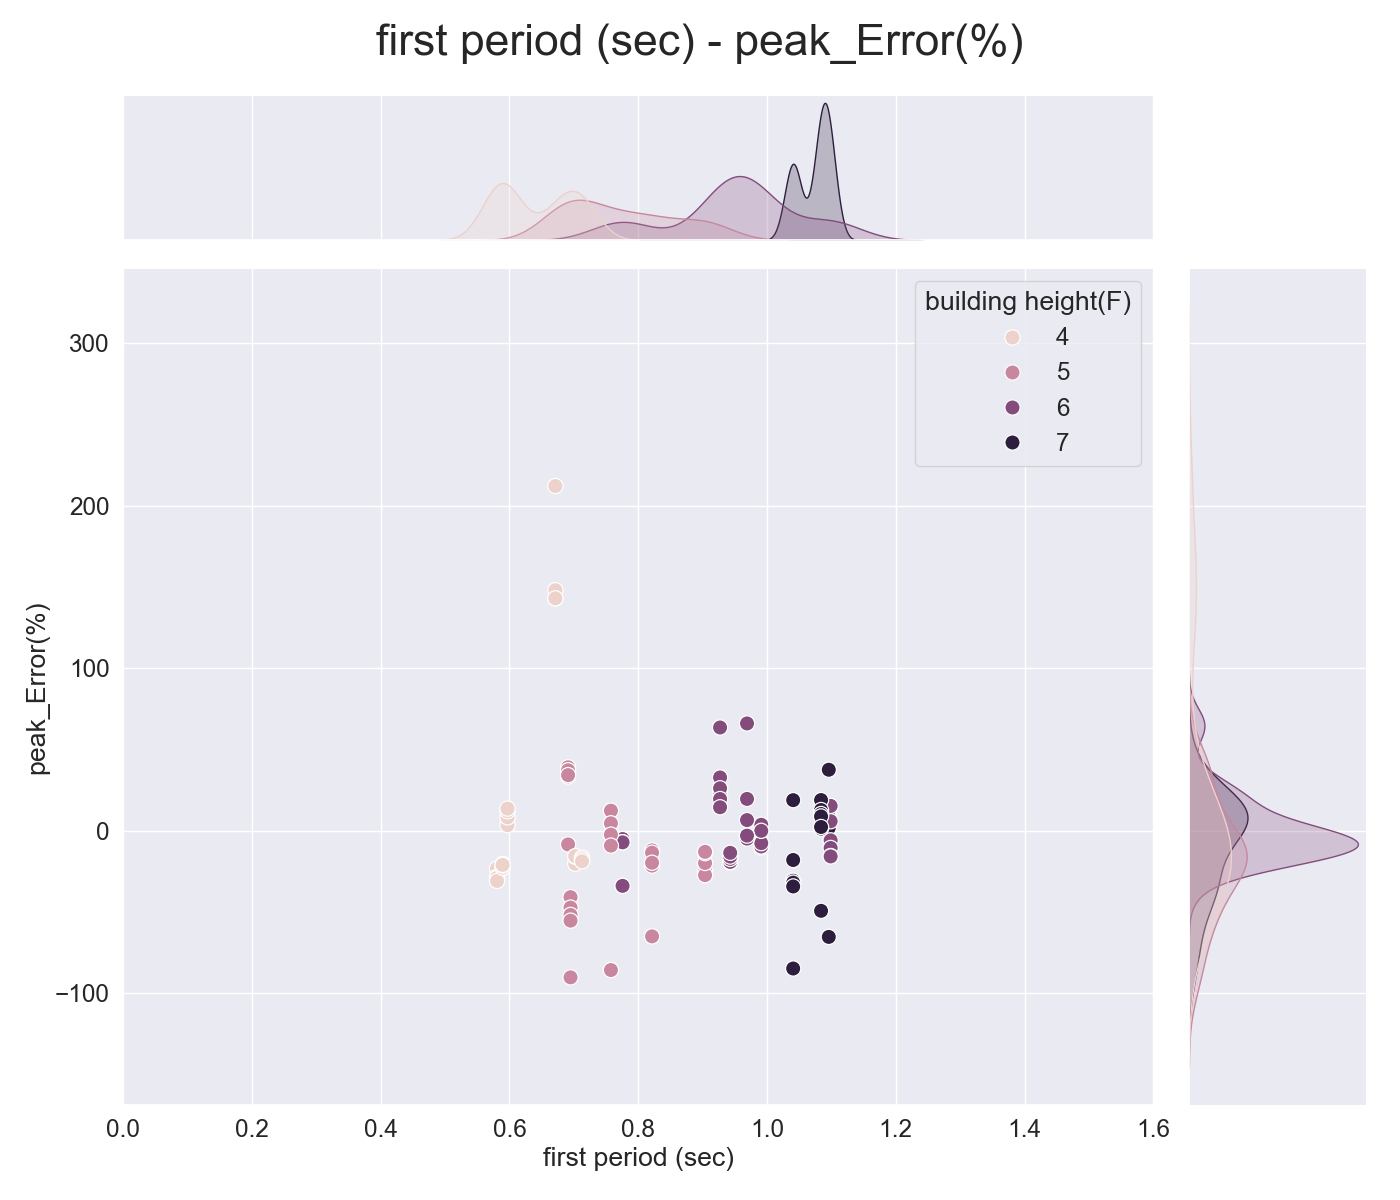 first period (sec) - peak_Error(%)
building height(F)
4
5
6
7
300
200
100
0
−100
peak_Error(%)
0.0 0.2 0.4 0.6 0.8 1.0 1.2 1.4 1.6
first period (sec)